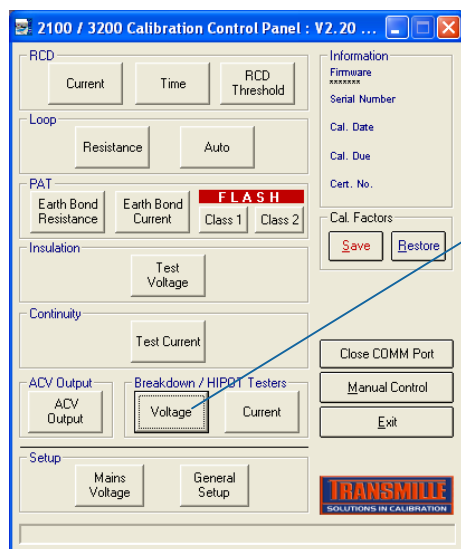 2100 / 3200 Calibration Control Panel : V2.20 ...
RCD
Current
Time
RCD
Threshold
Loop
Resistance
Auto
PAT
Earth Bond
Resistance
Earth Bond
Current
FLASH
Class 1
Class 2
Insulation
Test
Voltage
Continuity
Test Current
ACV Output
ACV
Output
Breakdown / HIPOT Testers
Voltage
Current
Setup
Mains
Voltage
General
Setup
Information
Firmware
*******
Serial Number
Cal. Date
Cal. Due
Cert. No.
Cal. Factors
Save
Restore
Close COMM Port
Manual Control
Exit
TRANSMILLE
SOLUTIONS IN CALIBRATION